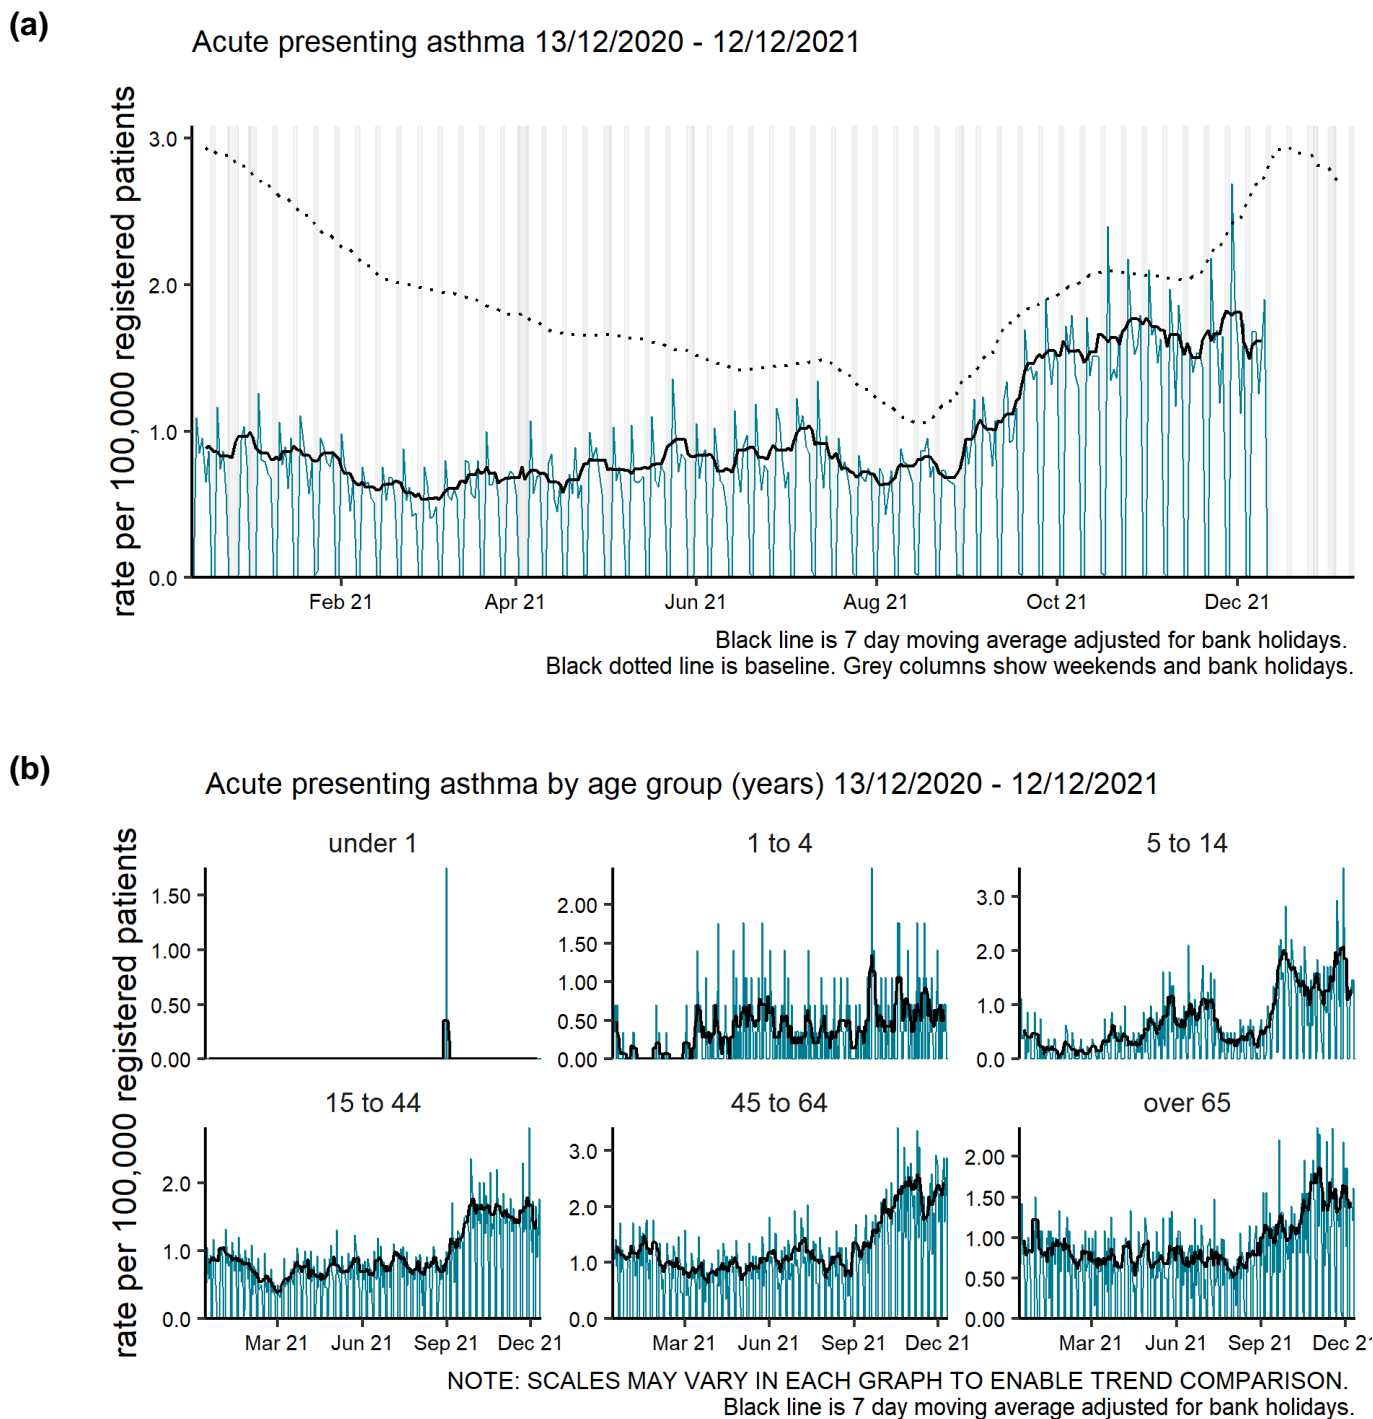 (a)
Acute presenting asthma 13/12/2020 - 12/12/2021
rate per 100,000 registered patients
3.0
2.0
1.0
0.0
Feb 21
Apr 21
Jun 21
Aug 21
Oct 21
Dec 21
Black line is 7 day moving average adjusted for bank holidays.
Black dotted line is baseline. Grey columns show weekends and bank holidays.
(b)
Acute presenting asthma by age group (years) 13/12/2020 - 12/12/2021
rate per 100,000 registered patients
under 1
1.50
1.00
0.50
0.00
1 to 4
2.00
1.50
1.00
0.50
0.00
5 to 14
3.0
2.0
1.0
0.0
15 to 44
2.0
1.0
0.0
Mar 21
Jun 21
Sep 21
Dec 21
45 to 64
3.0
2.0
1.0
0.0
Mar 21
Jun 21
Sep 21
Dec 21
over 65
2.00
1.50
1.00
0.50
0.00
Mar 21
Jun 21
Sep 21
Dec 2
NOTE: SCALES MAY VARY IN EACH GRAPH TO ENABLE TREND COMPARISON.
Black line is 7 day moving average adjusted for bank holidays.